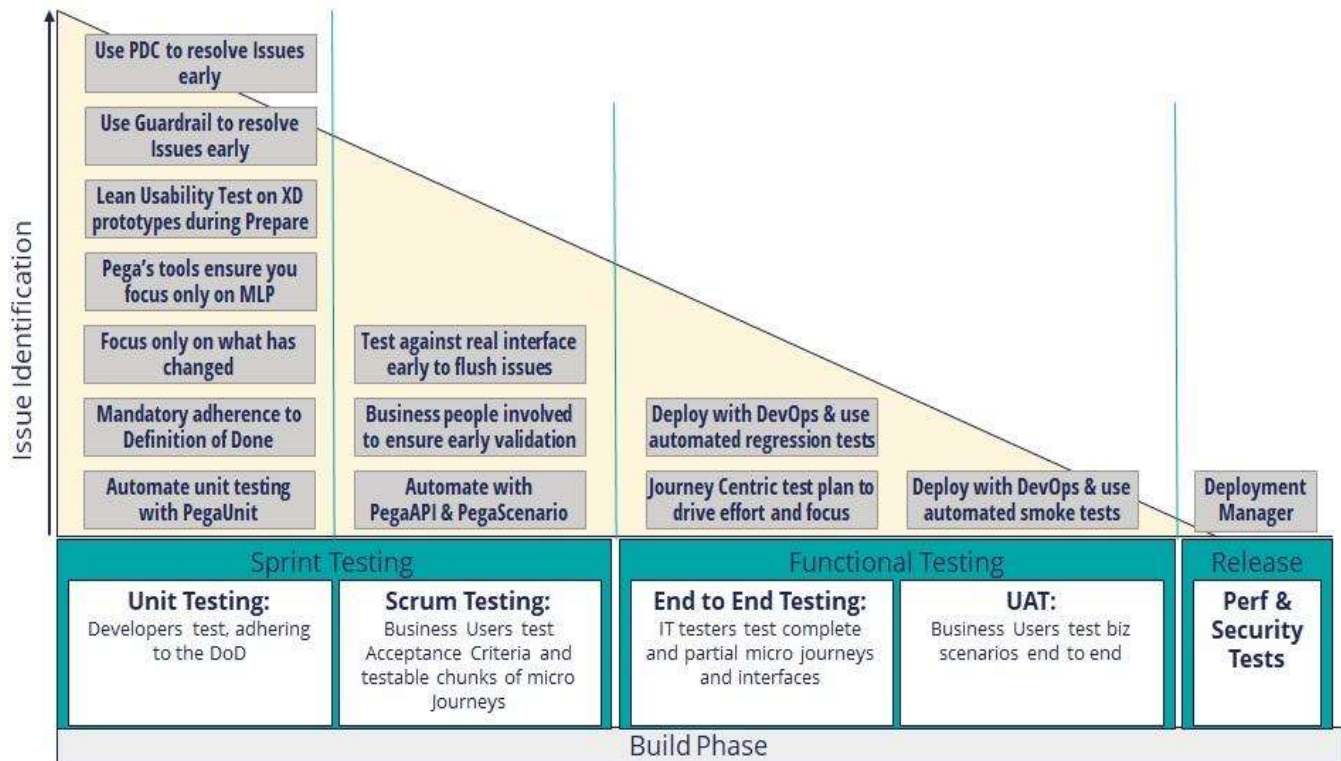 Issue Identification
Use PDC to resolve Issues
early
Use Guardrail to resolve
Issues early
Lean Usability Test on XD
prototypes during Prepare
Pega's tools ensure you
focus only on MLP
Focus only on what has
changed
Mandatory adherence to
Definition of Done
Automate unit testing
with PegaUnit
Test against real interface
early to flush issues
Business people involved
to ensure early validation
Automate with
PegaAPI & PegaScenario
Deploy with DevOps & use
automated regression tests
Journey Centric test plan to
drive effort and focus
Deploy with DevOps & use
automated smoke tests
Deployment
Manager
Sprint Testing
Unit Testing:
Developers test, adhering
to the DoD
Scrum Testing:
Business Users test
Acceptance Criteria and
testable chunks of micro
Journeys
Functional Testing
End to End Testing:
IT testers test complete
and partial micro journeys
and interfaces
UAT:
Business Users test biz
scenarios end to end
Release
Perf &
Security
Tests
Build Phase